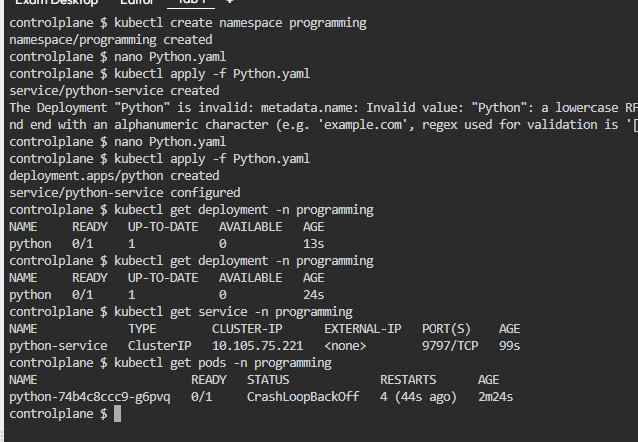 Exam Desktop Editor Tab 1 +
controlplane $ kubectl create namespace programming
namespace/programming created
controlplane $ nano Python.yaml
controlplane $ kubectl apply -f Python.yaml
service/python-service created
The Deployment "Python" is invalid: metadata.name: Invalid value: "Python": a lowercase RF
nd end with an alphanumeric character (e.g. 'example.com', regex used for validation is '[
controlplane $ nano Python.yaml
controlplane $ kubectl apply -f Python.yaml
deployment.apps/python created
service/python-service configured
controlplane $ kubectl get deployment -n programming
NAME READY UP-TO-DATE AVAILABLE AGE
python 0/1 1 0 13s
controlplane $ kubectl get deployment -n programming
NAME READY UP-TO-DATE AVAILABLE AGE
python 0/1 1 0 24s
controlplane $ kubectl get service -n programming
NAME TYPE CLUSTER-IP EXTERNAL-IP PORT(S) AGE
python-service ClusterIP 10.105.75.221 <none> 9797/TCP 99s
controlplane $ kubectl get pods -n programming
NAME READY STATUS RESTARTS AGE
python-74b4c8ccc9-g6pvq 0/1 CrashLoopBackOff 4 (44s ago) 2m24s
controlplane $